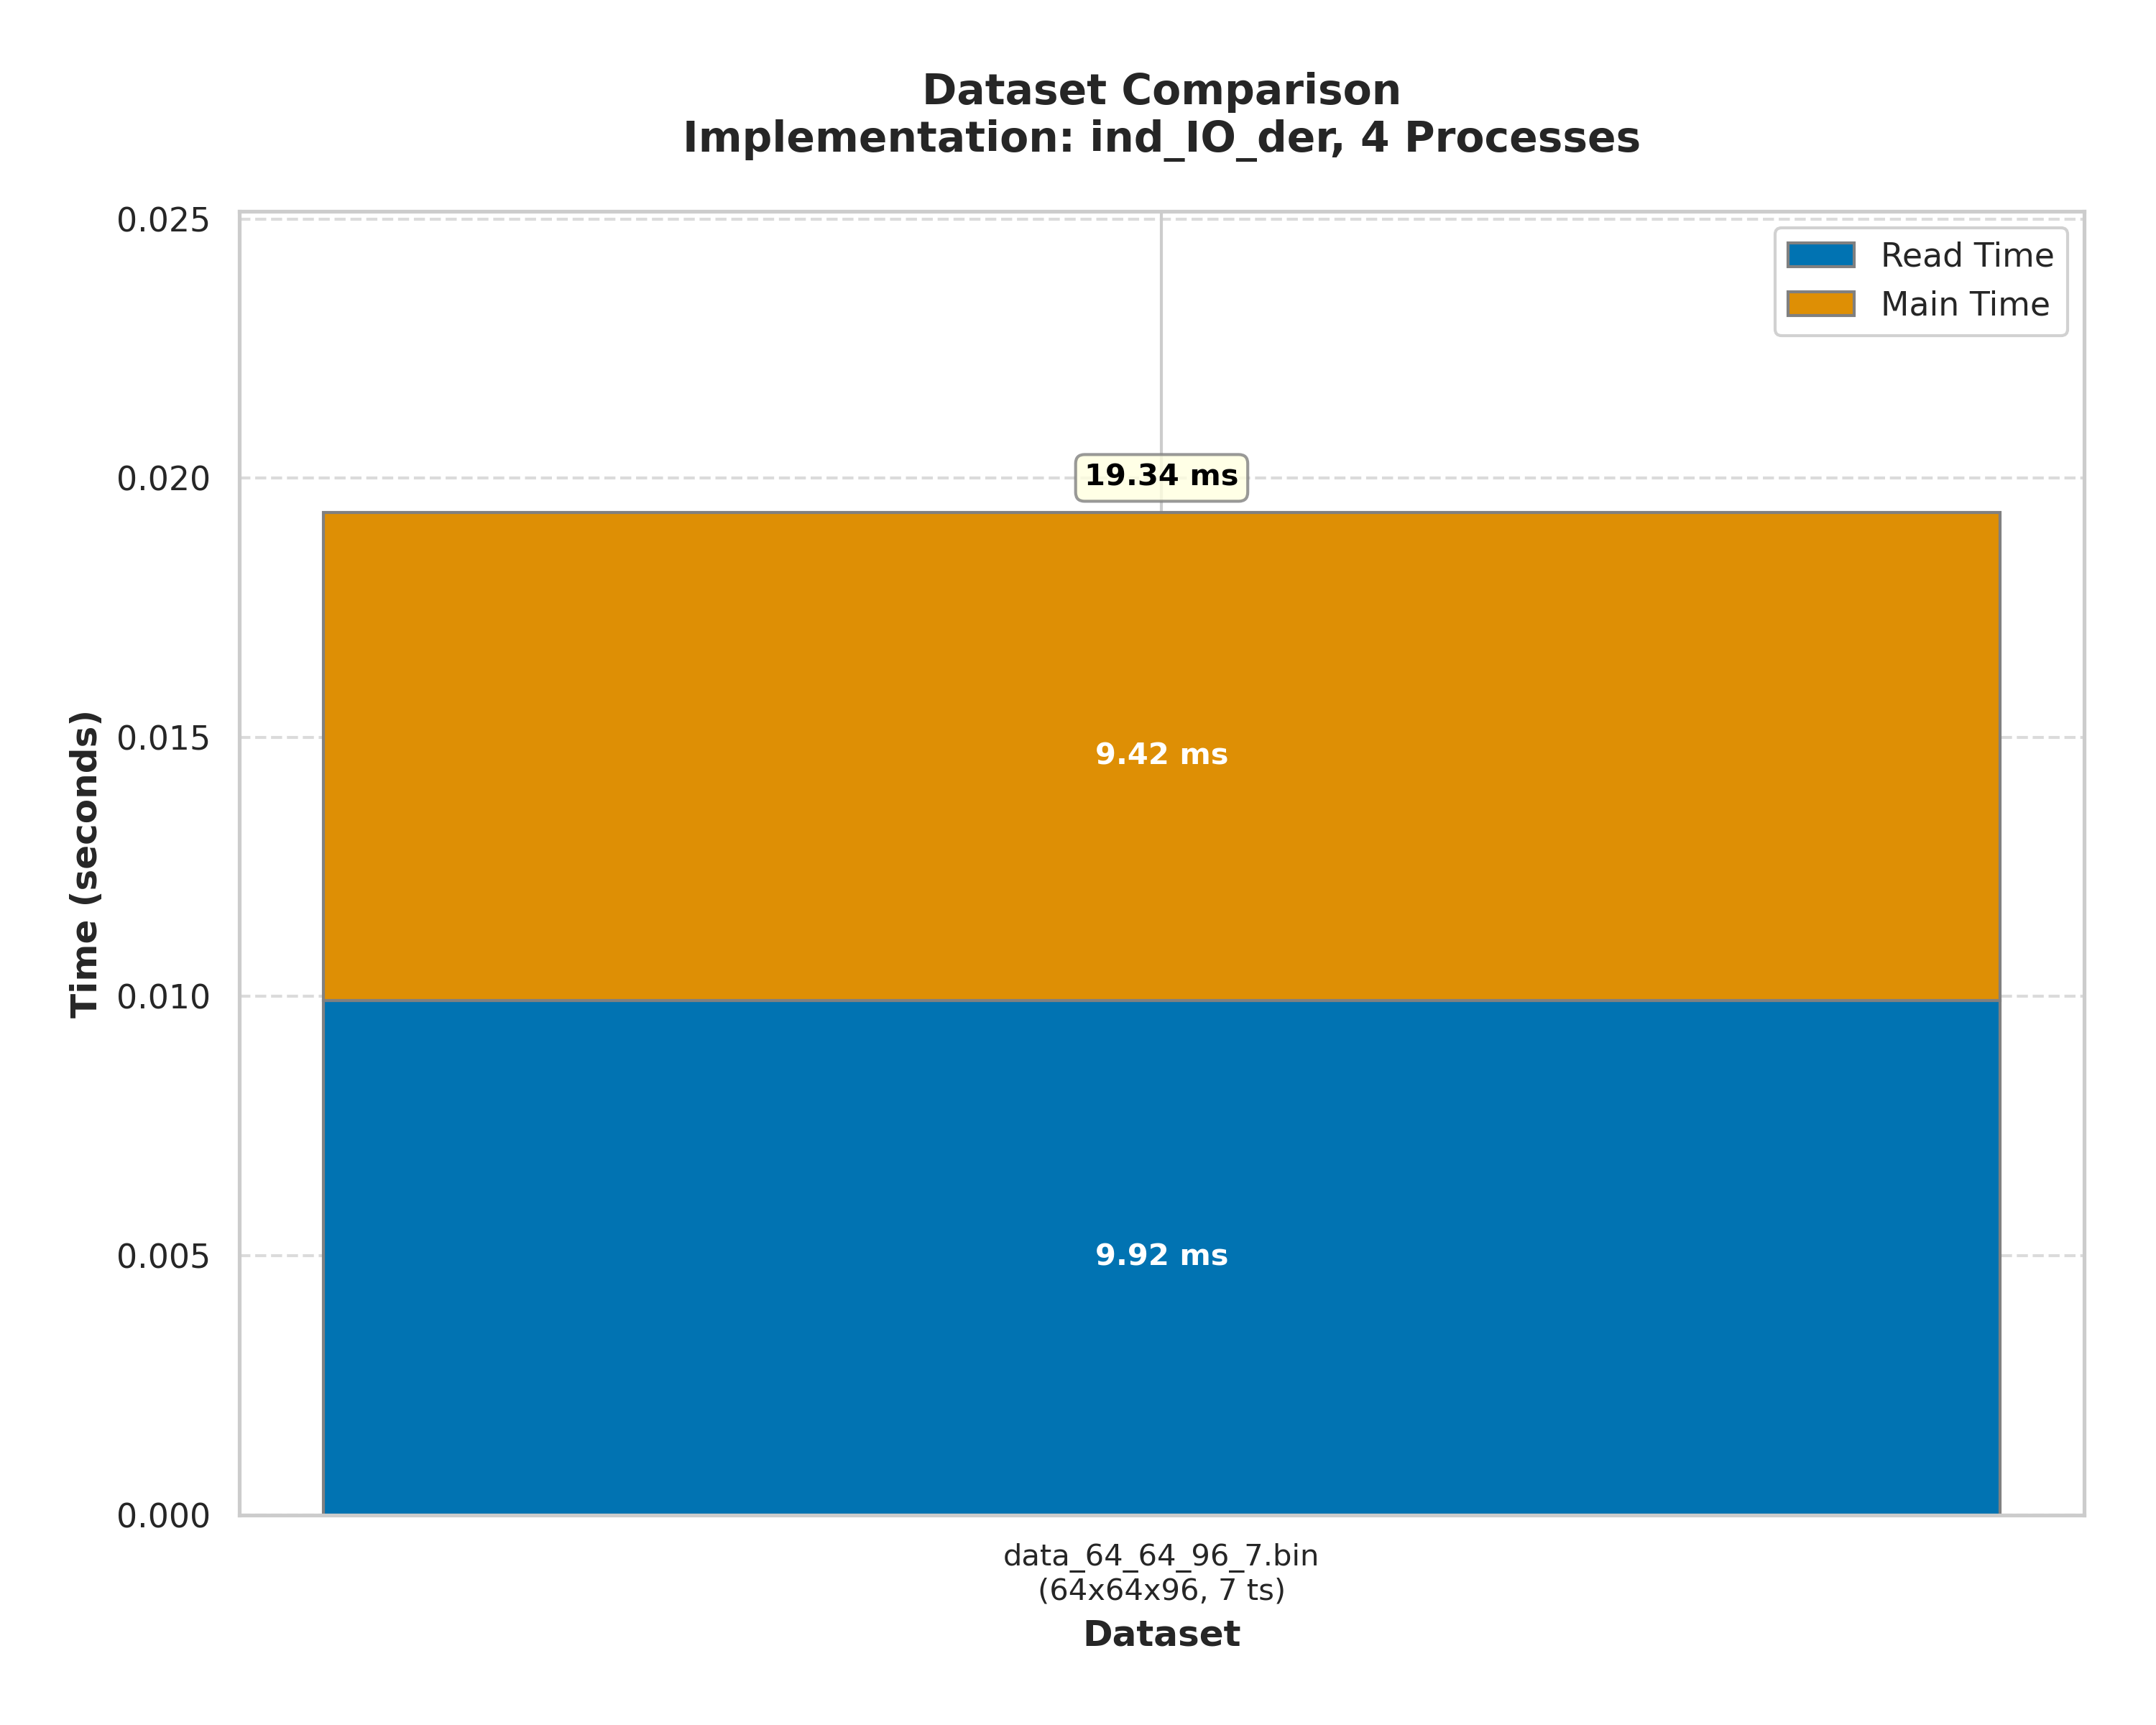 Dataset Comparison
Implementation: ind_IO_der, 4 Processes
0.025
0.020
0.015
0.010
0.005
0.000
Time (seconds)
Read Time
Main Time
19.34 ms
9.42 ms
9.92 ms
data_64_64_96_7.bin
(64x64x96, 7 ts)
Dataset